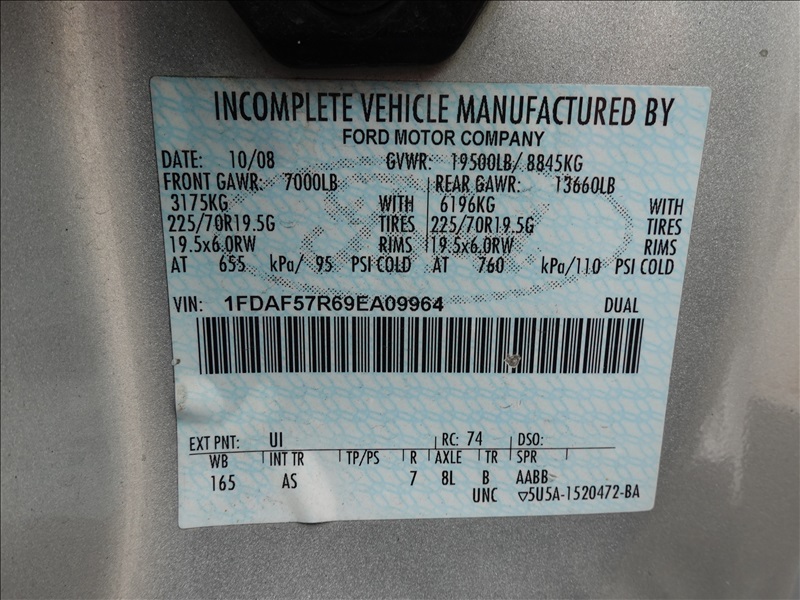 INCOMPLETE VEHICLE MANUFACTURED BY
FORD MOTOR COMPANY
DATE: 10/08 GVWR: 19500LB/ 8845KG
FRONT GAWR: 7000LB REAR GAWR: 13660LB
3175KG WITH 6196KG WITH
225/70R19.5G TIRES 225/70R19.5G TIRES
19.5x6.0RW RIMS 19.5x6.0RW RIMS
AT 655 kPa/ 95 PSI COLD AT 760 kPa/110 PSI COLD
VIN: 1FDAF57R69EA09964 DUAL
EXT PNT: UI RC: 74 DSO:
WB INT TR TP/PS R AXLE TR SPR
165 AS 7 8L B AABB
UNC ▽5U5A-1520472-BA